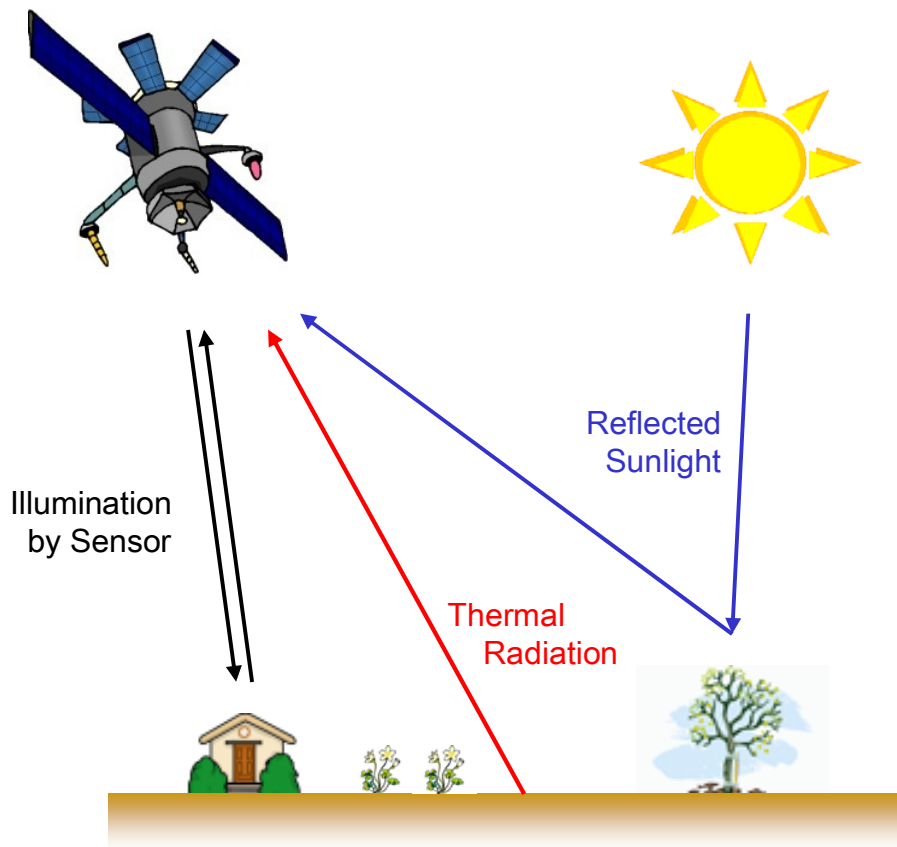 Reflected
Sunlight
Illumination
by Sensor
Thermal
Radiation